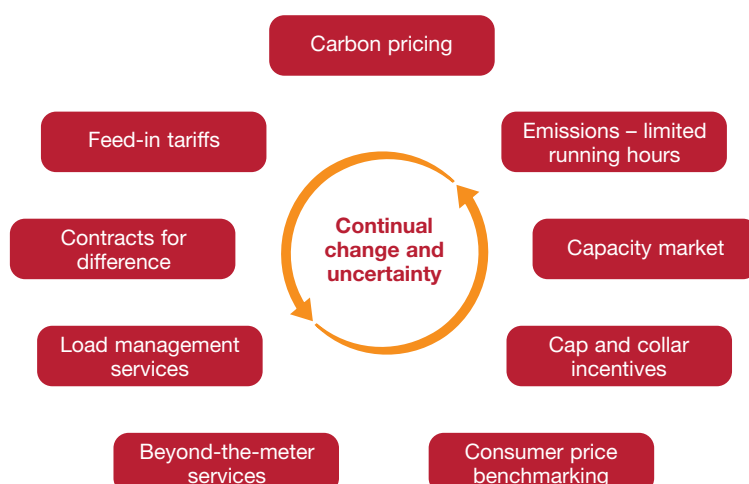 Carbon pricing
Feed-in tariffs
Emissions – limited
running hours
Contracts for
difference
Continual
change and
uncertainty
Capacity market
Load management
services
Cap and collar
incentives
Beyond-the-meter
services
Consumer price
benchmarking